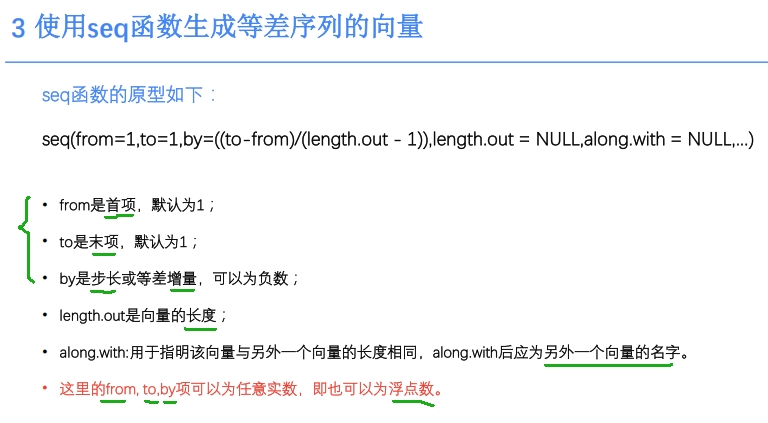 3 使用seq函数生成等差序列的向量
seq函数的原型如下：
seq(from=1,to=1,by=((to-from)/(length.out - 1)),length.out = NULL,along.with = NULL,...)
• from是首项，默认为1；
• to是末项，默认为1；
• by是步长或等差增量，可以为负数；
• length.out是向量的长度；
• along.with:用于指明该向量与另外一个向量的长度相同，along.with后应为另外一个向量的名字。
• 这里的from, to,by项可以为任意实数，即也可以为浮点数。